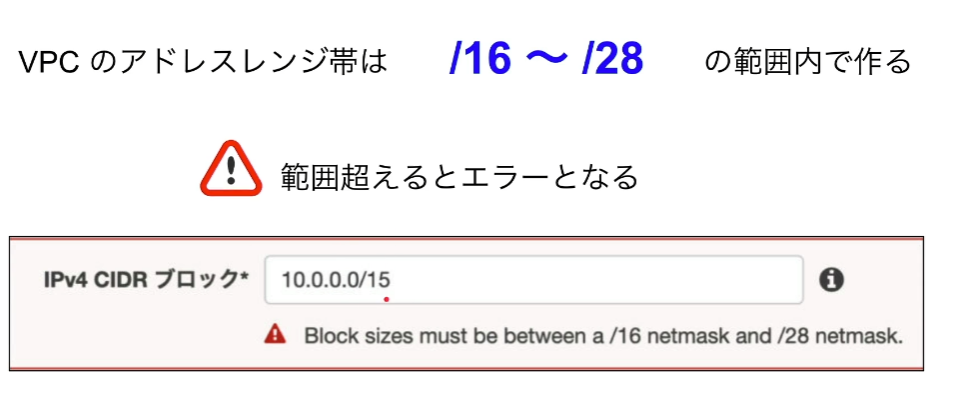 VPC のアドレスレンジ帯は /16 〜 /28 の範囲内で作る
範囲超えるとエラーとなる
IPv4 CIDR ブロック* 10.0.0.0/15
Block sizes must be between a /16 netmask and /28 netmask.